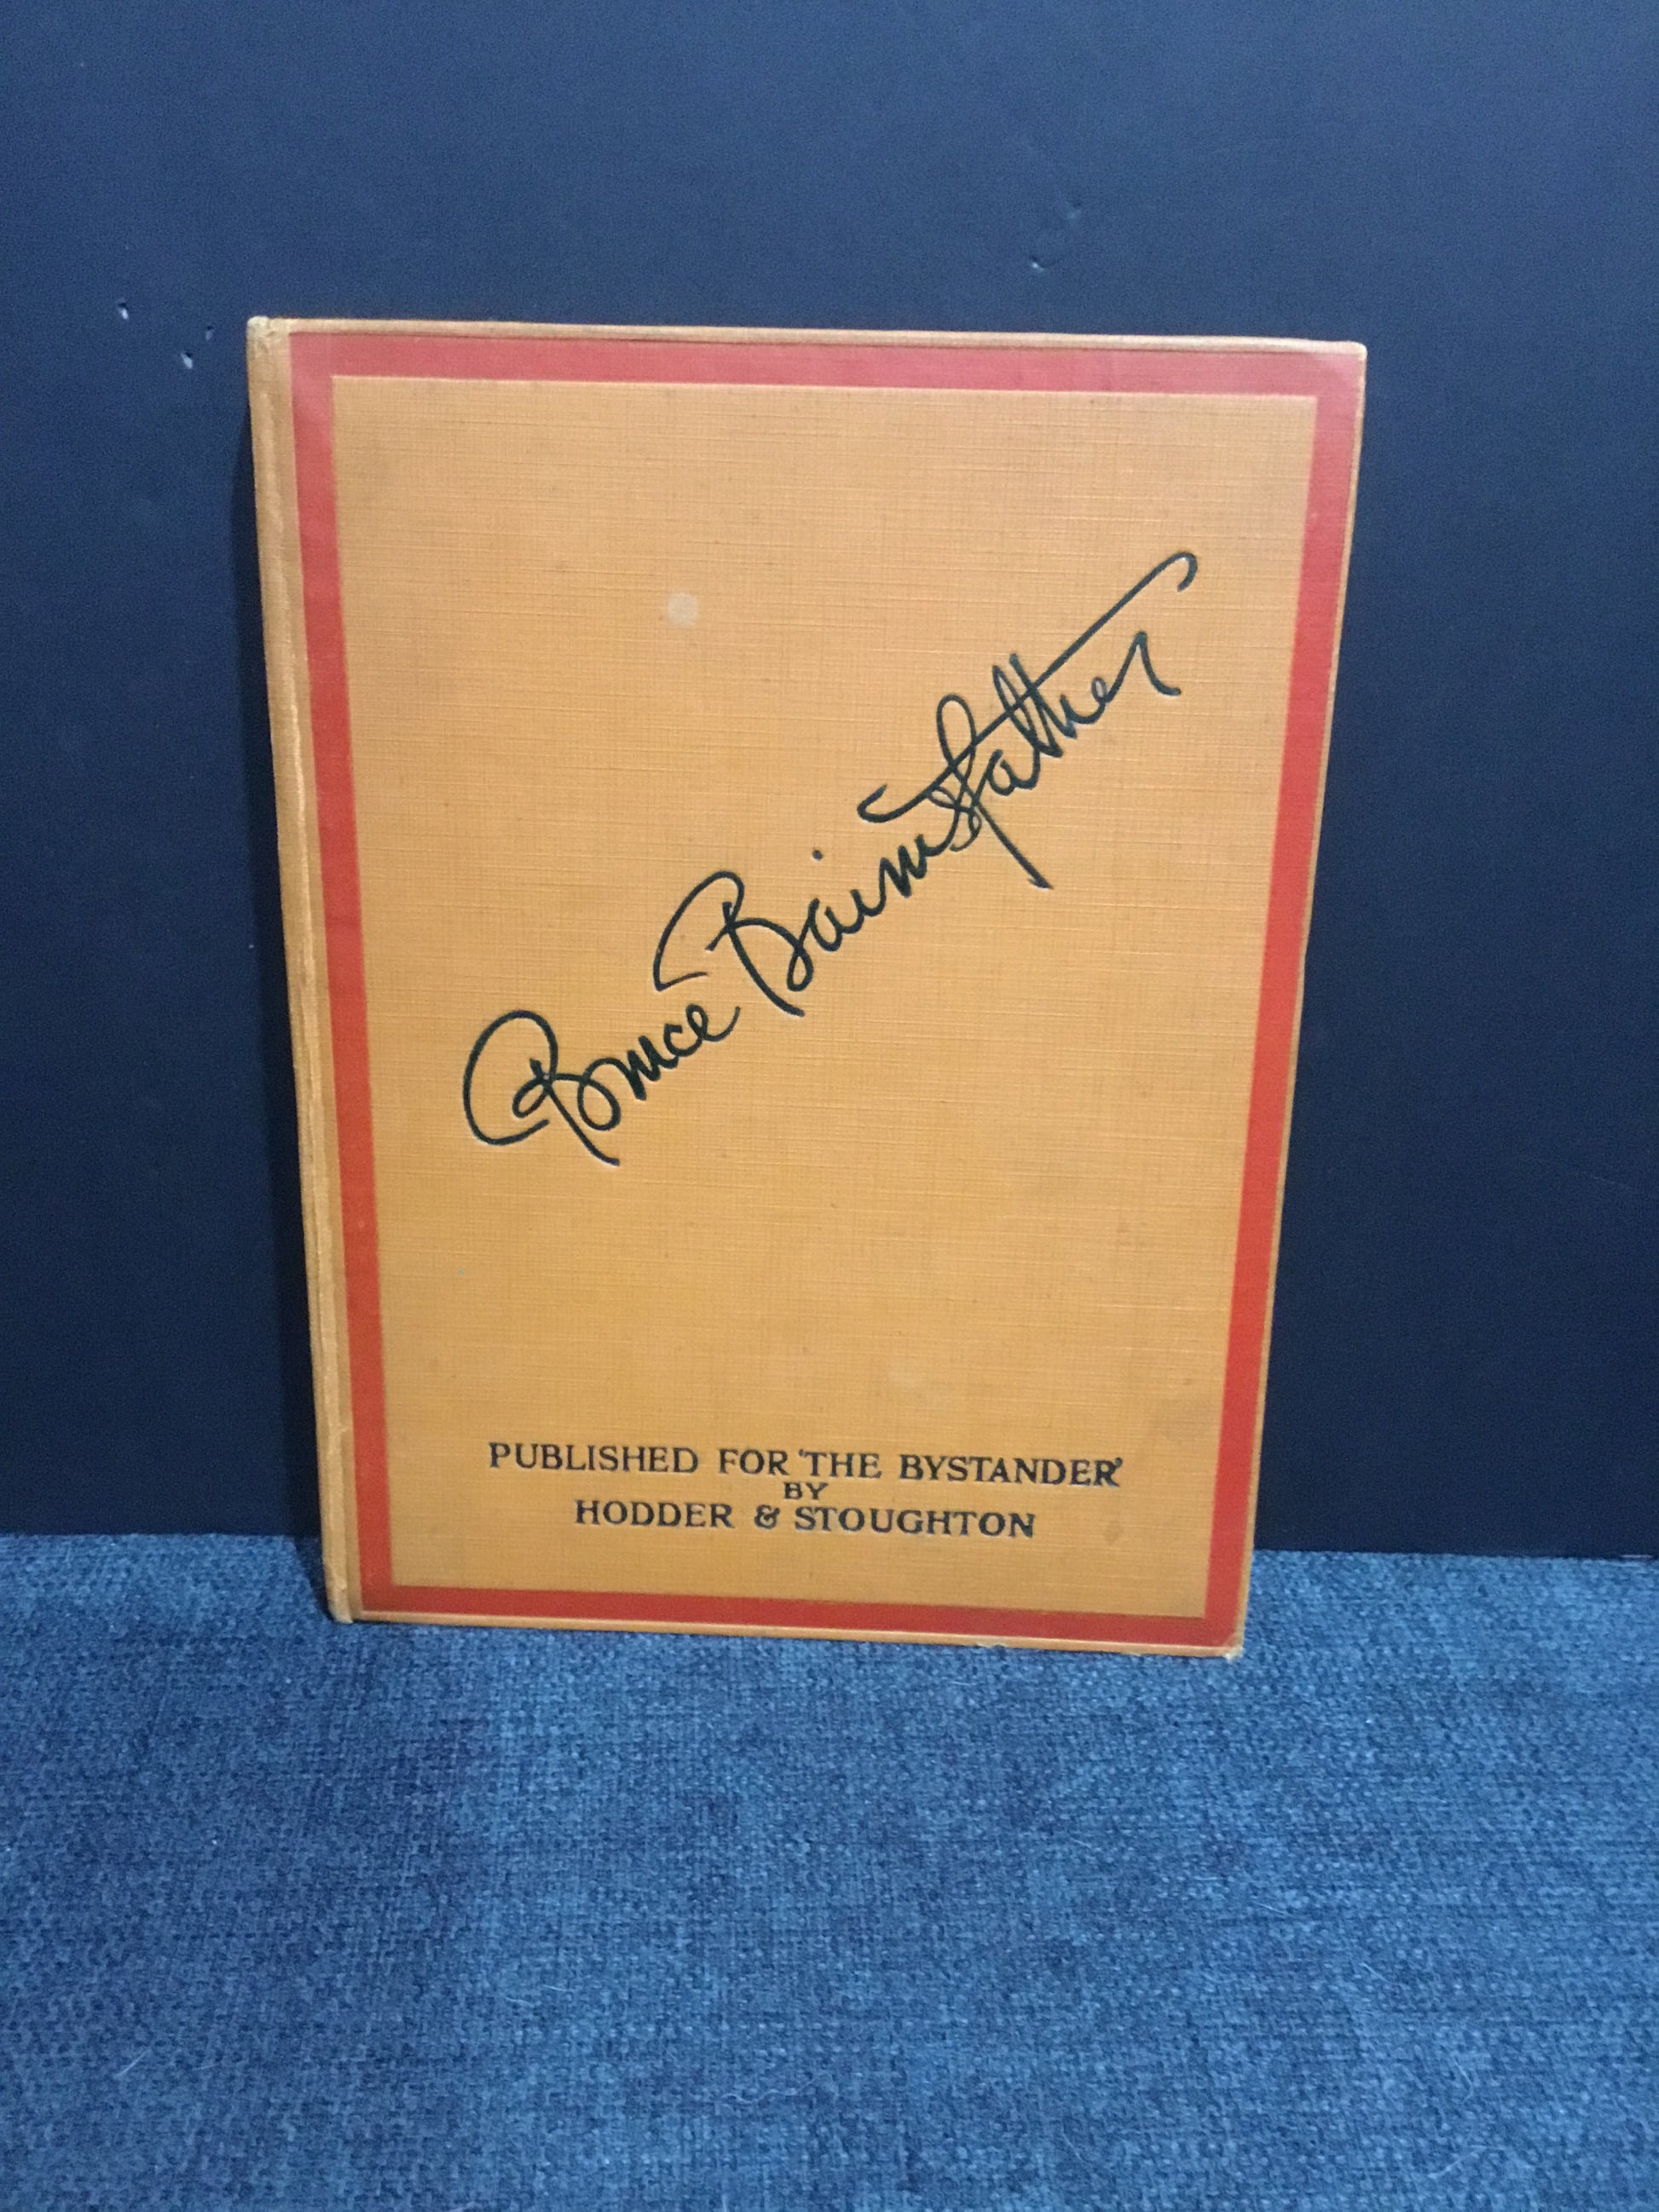 Bruce Bairnsfather
PUBLISHED FOR 'THE BYSTANDER'
BY
HODDER & STOUGHTON